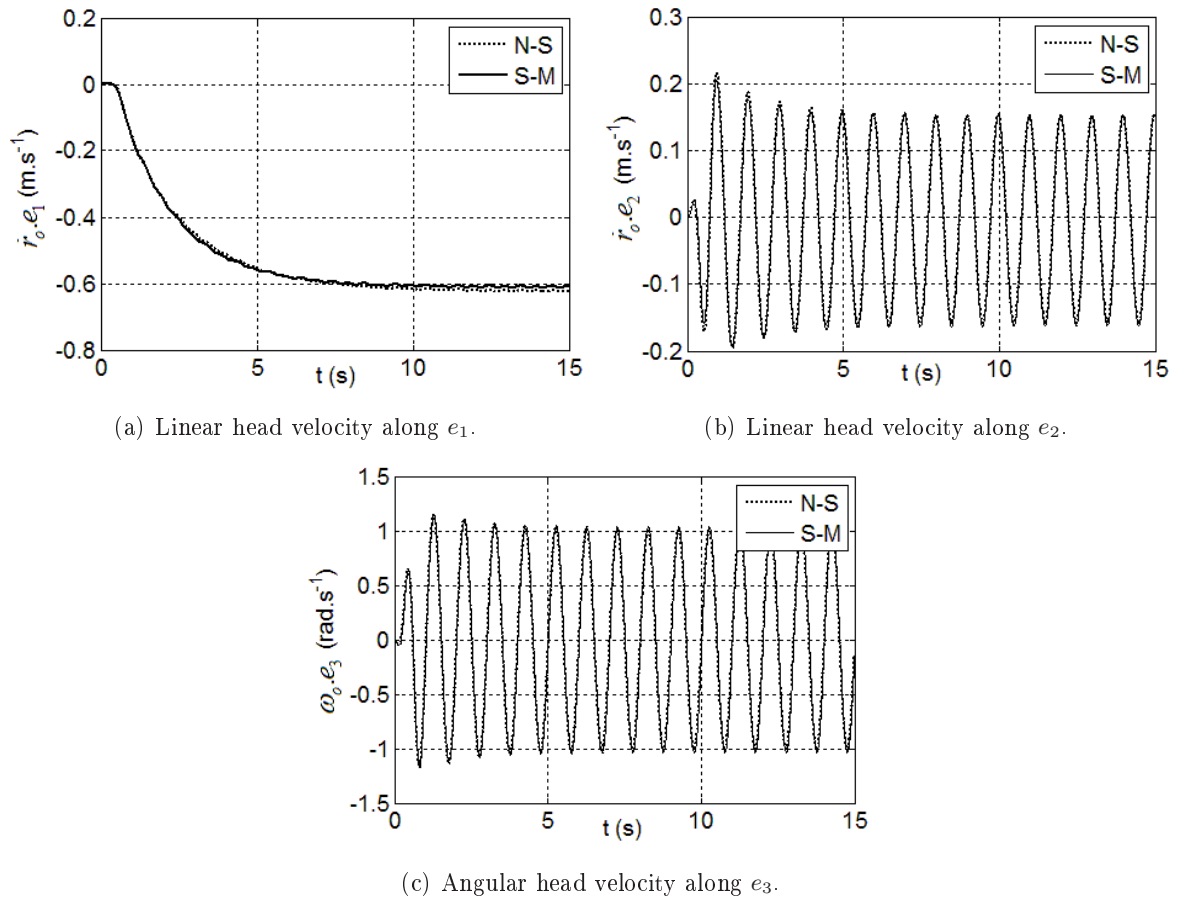 0.2
0
-0.2
-0.4
-0.6
-0.8
ṙₒ.e₁ (m.s⁻¹)
N-S
S-M
0 5 10 15
t (s)
(a) Linear head velocity along e₁.
0.3
0.2
0.1
0
-0.1
-0.2
ṙₒ.e₂ (m.s⁻¹)
N-S
S-M
0 5 10 15
t (s)
(b) Linear head velocity along e₂.
1.5
1
0.5
0
-0.5
-1
-1.5
ωₒ.e₃ (rad.s⁻¹)
N-S
S-M
0 5 10 15
t (s)
(c) Angular head velocity along e₃.